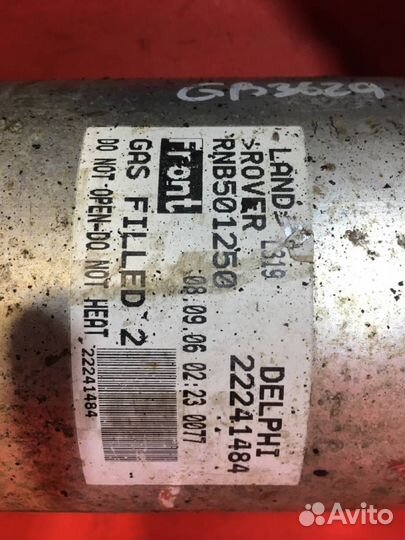 GB3629
LAND>
>ROVER L319
RNB501250
front
08.09.06 02:23 0077
GAS FILLED 2
DO NOT OPEN-DO NOT HEAT
22241484
DELPHI
22241484
Avito